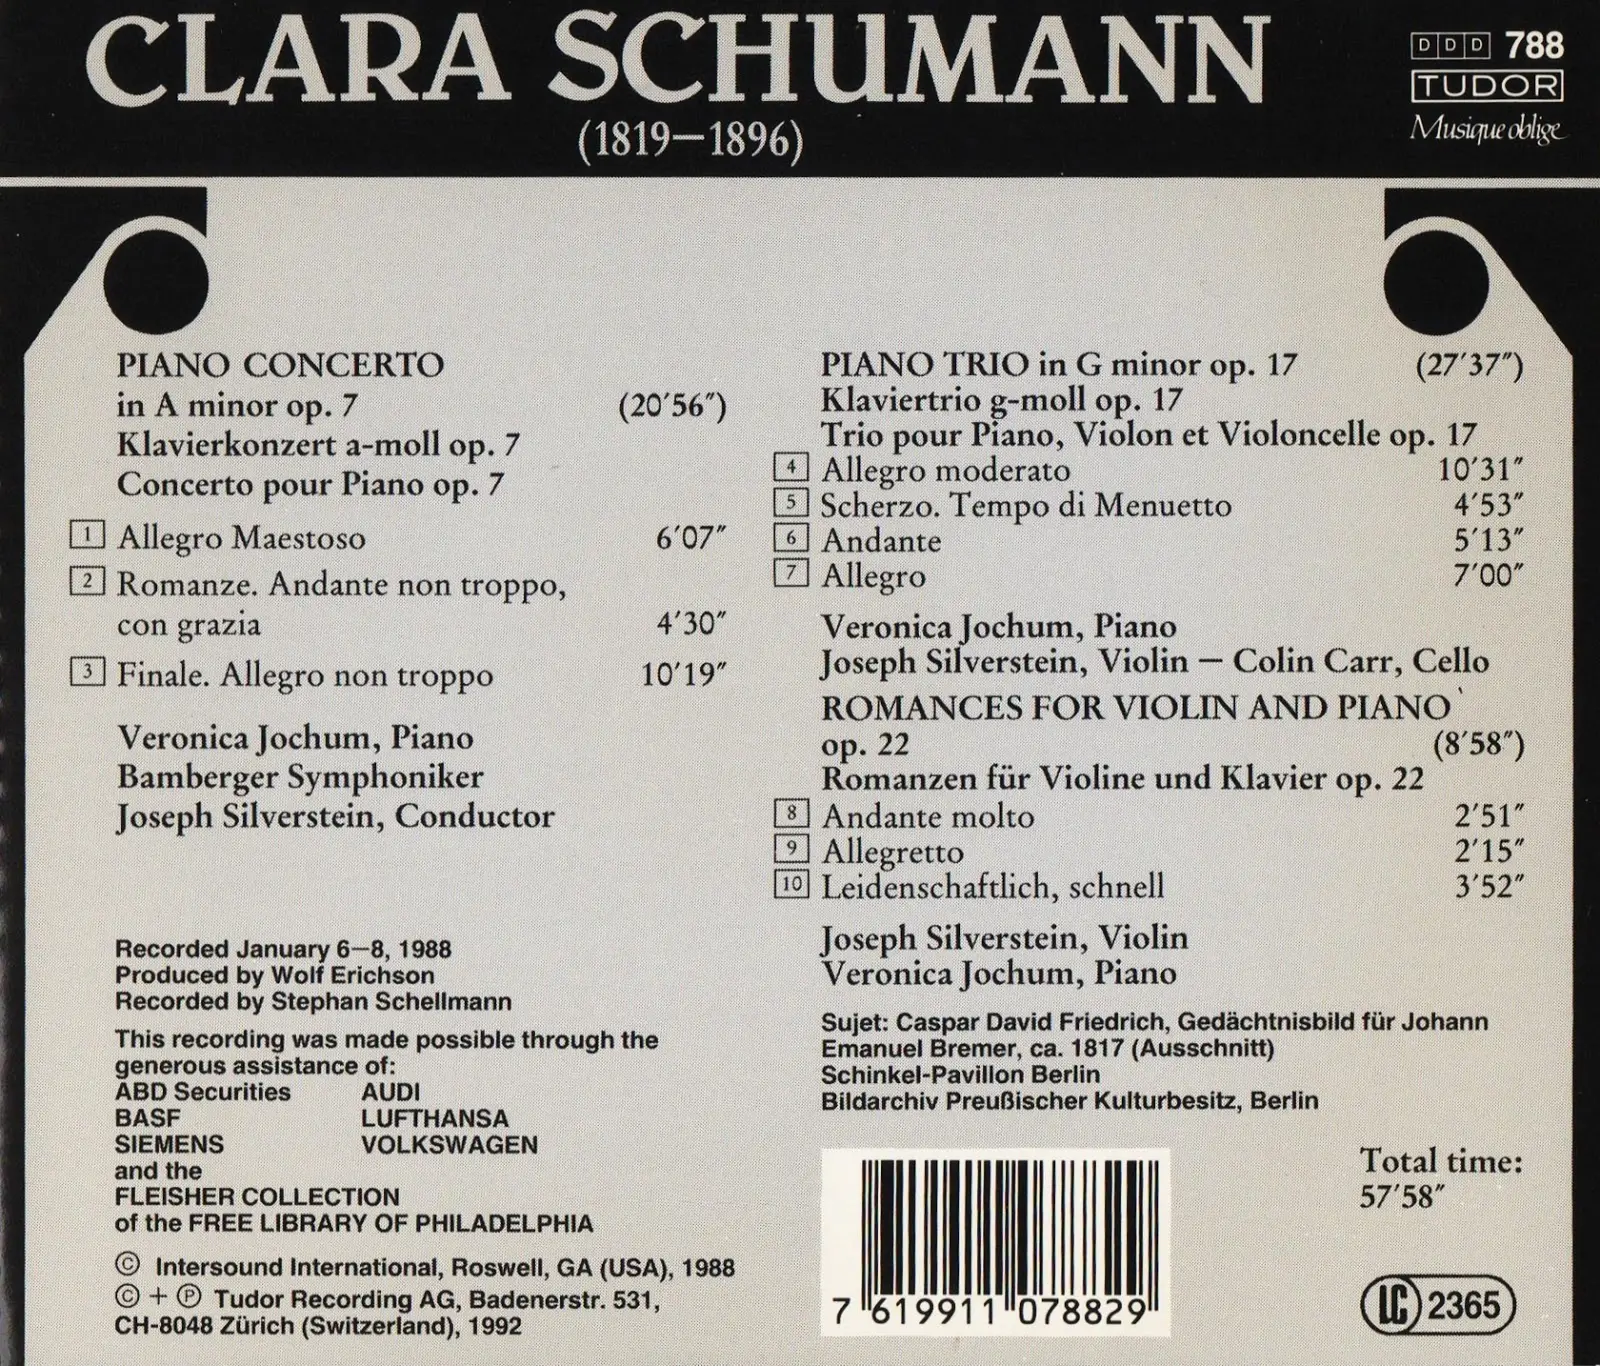 CLARA SCHUMANN
(1819–1896)
DDD 788
TUDOR
Musique oblige
PIANO CONCERTO
in A minor op. 7 (20′56″)
Klavierkonzert a-moll op. 7
Concerto pour Piano op. 7
1 Allegro Maestoso 6′07″
2 Romanze. Andante non troppo,
con grazia 4′30″
3 Finale. Allegro non troppo 10′19″
Veronica Jochum, Piano
Bamberger Symphoniker
Joseph Silverstein, Conductor
Recorded January 6–8, 1988
Produced by Wolf Erichson
Recorded by Stephan Schellmann
This recording was made possible through the
generous assistance of:
ABD Securities AUDI
BASF LUFTHANSA
SIEMENS VOLKSWAGEN
and the
FLEISHER COLLECTION
of the FREE LIBRARY OF PHILADELPHIA
© Intersound International, Roswell, GA (USA), 1988
© + ℗ Tudor Recording AG, Badenerstr. 531,
CH-8048 Zürich (Switzerland), 1992
PIANO TRIO in G minor op. 17 (27′37″)
Klaviertrio g-moll op. 17
Trio pour Piano, Violon et Violoncelle op. 17
4 Allegro moderato 10′31″
5 Scherzo. Tempo di Menuetto 4′53″
6 Andante 5′13″
7 Allegro 7′00″
Veronica Jochum, Piano
Joseph Silverstein, Violin – Colin Carr, Cello
ROMANCES FOR VIOLIN AND PIANO
op. 22 (8′58″)
Romanzen für Violine und Klavier op. 22
8 Andante molto 2′51″
9 Allegretto 2′15″
10 Leidenschaftlich, schnell 3′52″
Joseph Silverstein, Violin
Veronica Jochum, Piano
Sujet: Caspar David Friedrich, Gedächtnisbild für Johann
Emanuel Bremer, ca. 1817 (Ausschnitt)
Schinkel-Pavillon Berlin
Bildarchiv Preußischer Kulturbesitz, Berlin
Total time:
57′58″
7 619911 078829
LC 2365